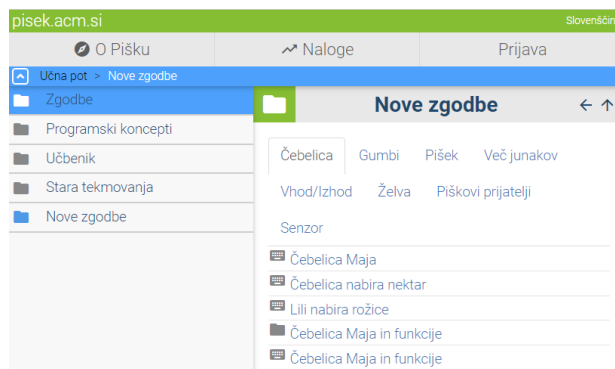 pisek.acm.si
Slovenščin
O Pišku
Naloge
Prijava
Učna pot > Nove zgodbe
Zgodbe
Programski koncepti
Učbenik
Stara tekmovanja
Nove zgodbe
Nove zgodbe
Čebelica Gumbi Pišek Več junakov
Vhod/Izhod Želva Piškovi prijatelji
Senzor
Čebelica Maja
Čebelica nabira nektar
Lili nabira rožice
Čebelica Maja in funkcije
Čebelica Maja in funkcije